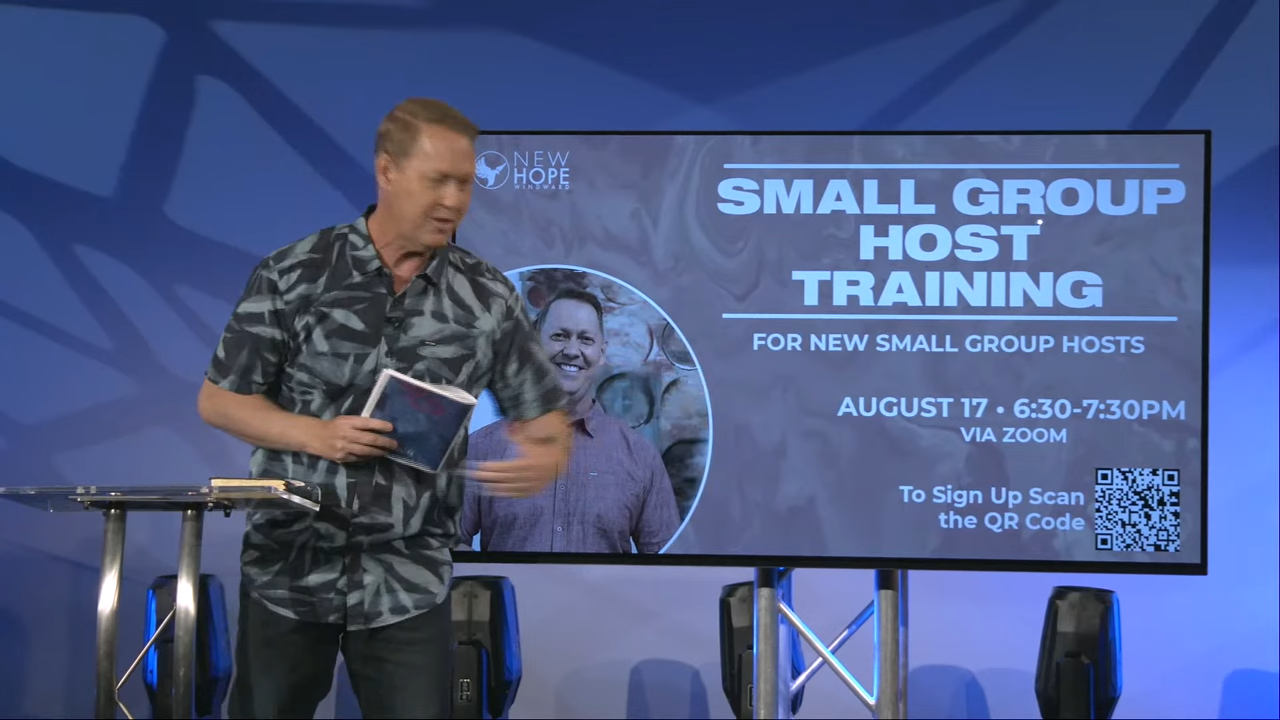 NEW
HOPE
WINDWARD
SMALL GROUP
HOST
TRAINING
FOR NEW SMALL GROUP HOSTS
AUGUST 17 • 6:30-7:30PM
VIA ZOOM
To Sign Up Scan
the QR Code